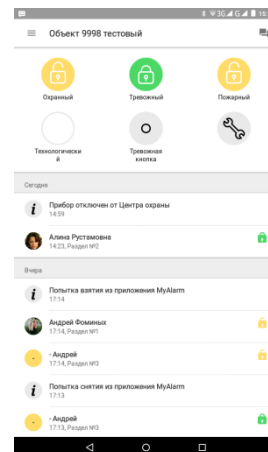 3G G 15:
Объект 9998 тестовый
Охранный Тревожный Пожарный
Технологически
й
Тревожная
кнопка
Сегодня
Прибор отключен от Центра охраны
14:59
Алина Рустамовна
14:23, Раздел №2
Вчера
Попытка взятия из приложения MyAlarm
17:14
Андрей Фоминых
17:14, Раздел №1
- Андрей
17:14, Раздел №3
Попытка снятия из приложения MyAlarm
17:13
- Андрей
17:13, Раздел №3